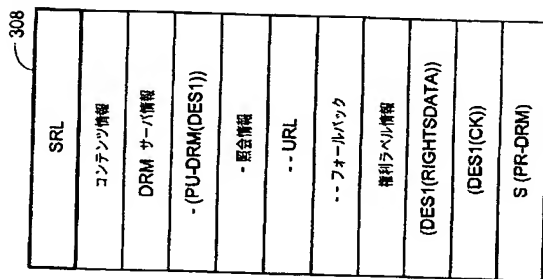 308
SRL
コンテンツ情報
DRM サーバ情報
- (PU-DRM(DES1))
- 照会情報
- - URL
- - フォールバック
権利ラベル情報
(DES1(RIGHTSDATA))
(DES1(CK))
S (PR-DRM)